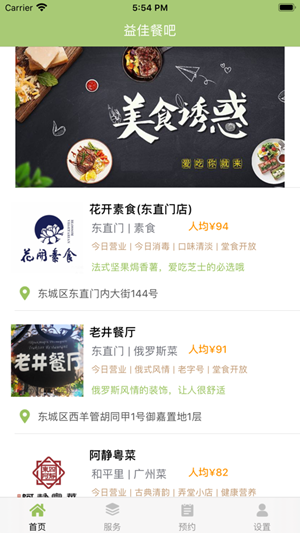 Carrier 5:54 PM
益佳餐吧
美食诱惑
爱吃你就来
花开素食(东直门店)
东直门 | 素食 人均¥94
今日营业 | 今日消毒 | 口味清淡 | 堂食开放
法式坚果焗香薯，爱吃芝士的必选哦
花开素食
东城区东直门内大街144号
老井餐厅
东直门 | 俄罗斯菜 人均¥91
今日营业 | 俄式风情 | 老字号 | 堂食开放
俄罗斯风情的装饰，让人很舒适
老井餐厅
东城区西羊管胡同甲1号御嘉置地1层
阿静粤菜
和平里 | 广州菜 人均¥82
今日营业 | 古典清韵 | 弄堂小店 | 健康营养
阿静粤菜
首页 服务 预约 设置